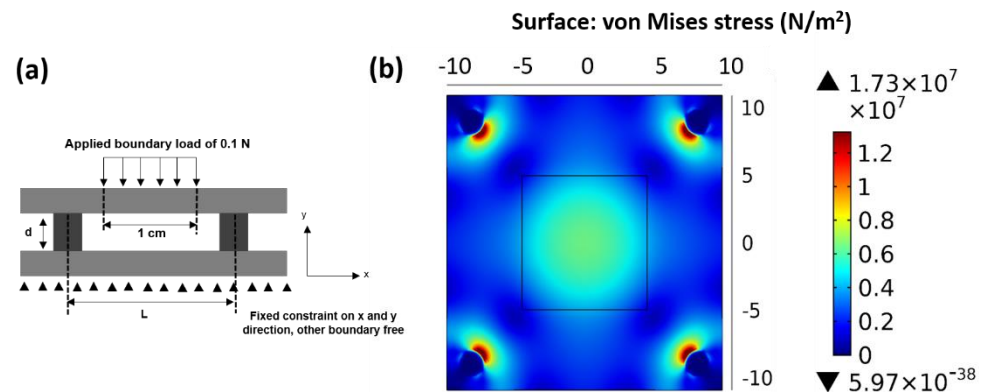 Surface: von Mises stress (N/m²)
(a)
Applied boundary load of 0.1 N
d
1 cm
y
x
L
Fixed constraint on x and y
direction, other boundary free
(b)
-10 -5 0 5 10
10
5
0
-5
-10
▲ 1.73×10⁷
×10⁷
1.2
1
0.8
0.6
0.4
0.2
0
▼ 5.97×10⁻³⁸